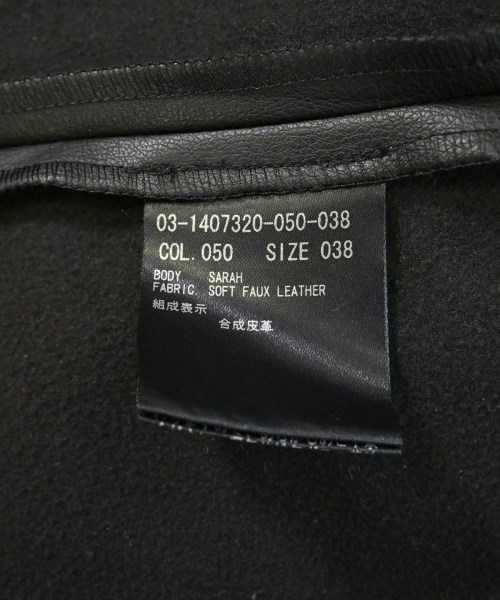 03-1407320-050-038
COL. 050 SIZE 038
BODY. SARAH
FABRIC. SOFT FAUX LEATHER
組成表示
合成皮革